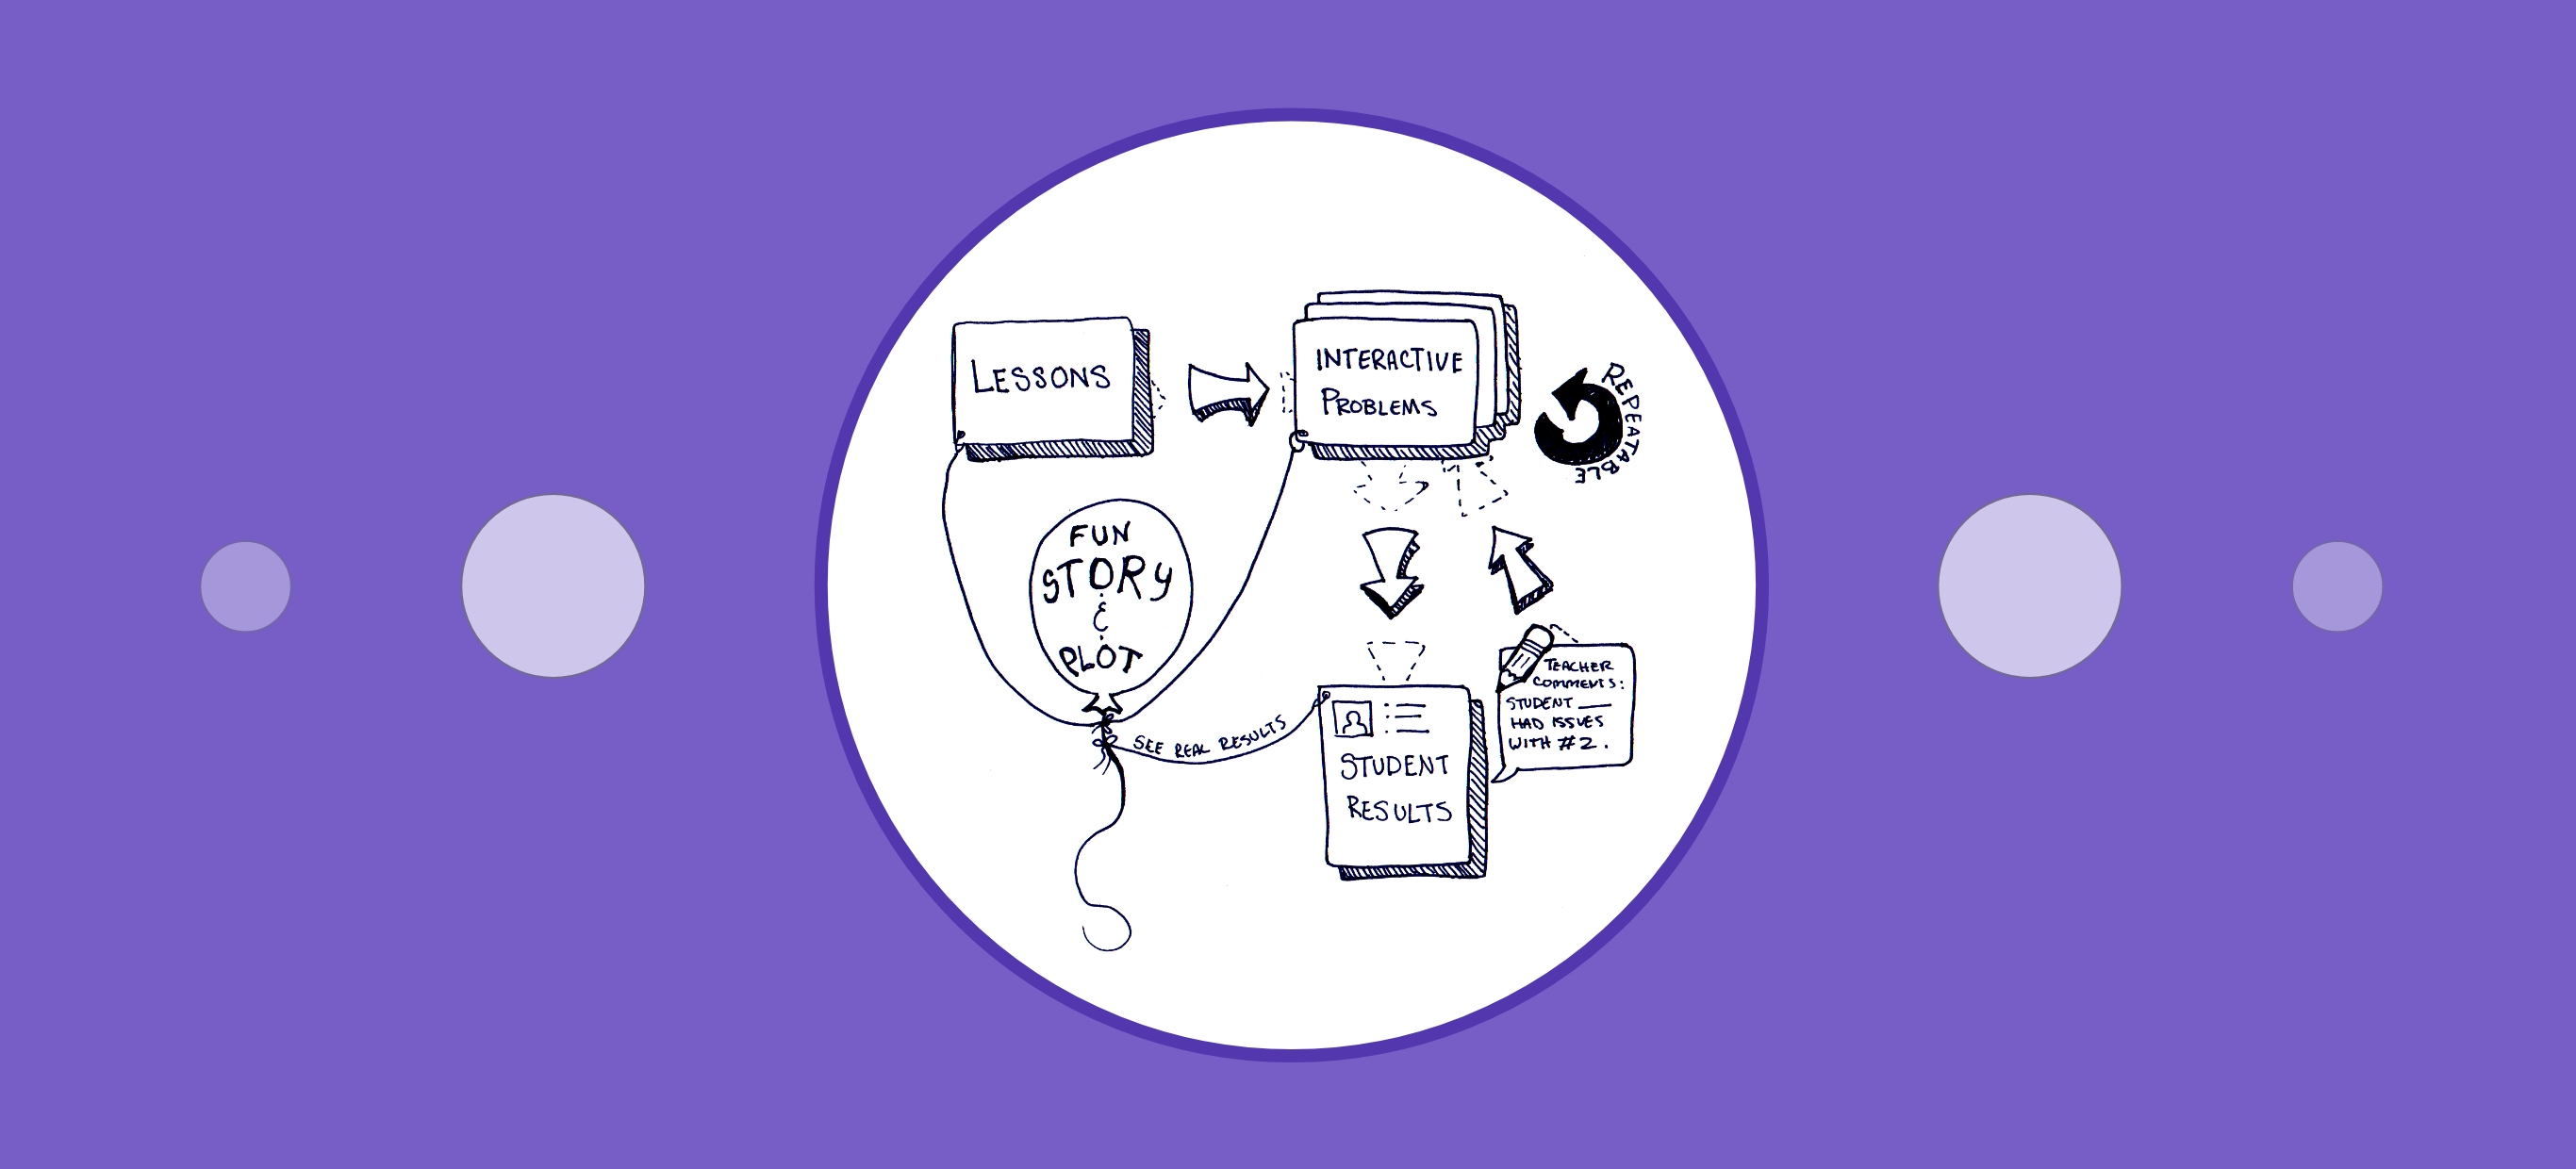 LESSONS
INTERACTIVE
PROBLEMS
REPEATABLE
FUN
STORY
&
PLOT
SEE REAL RESULTS
STUDENT
RESULTS
TEACHER
COMMENTS:
STUDENT ___
HAD ISSUES
WITH #2.